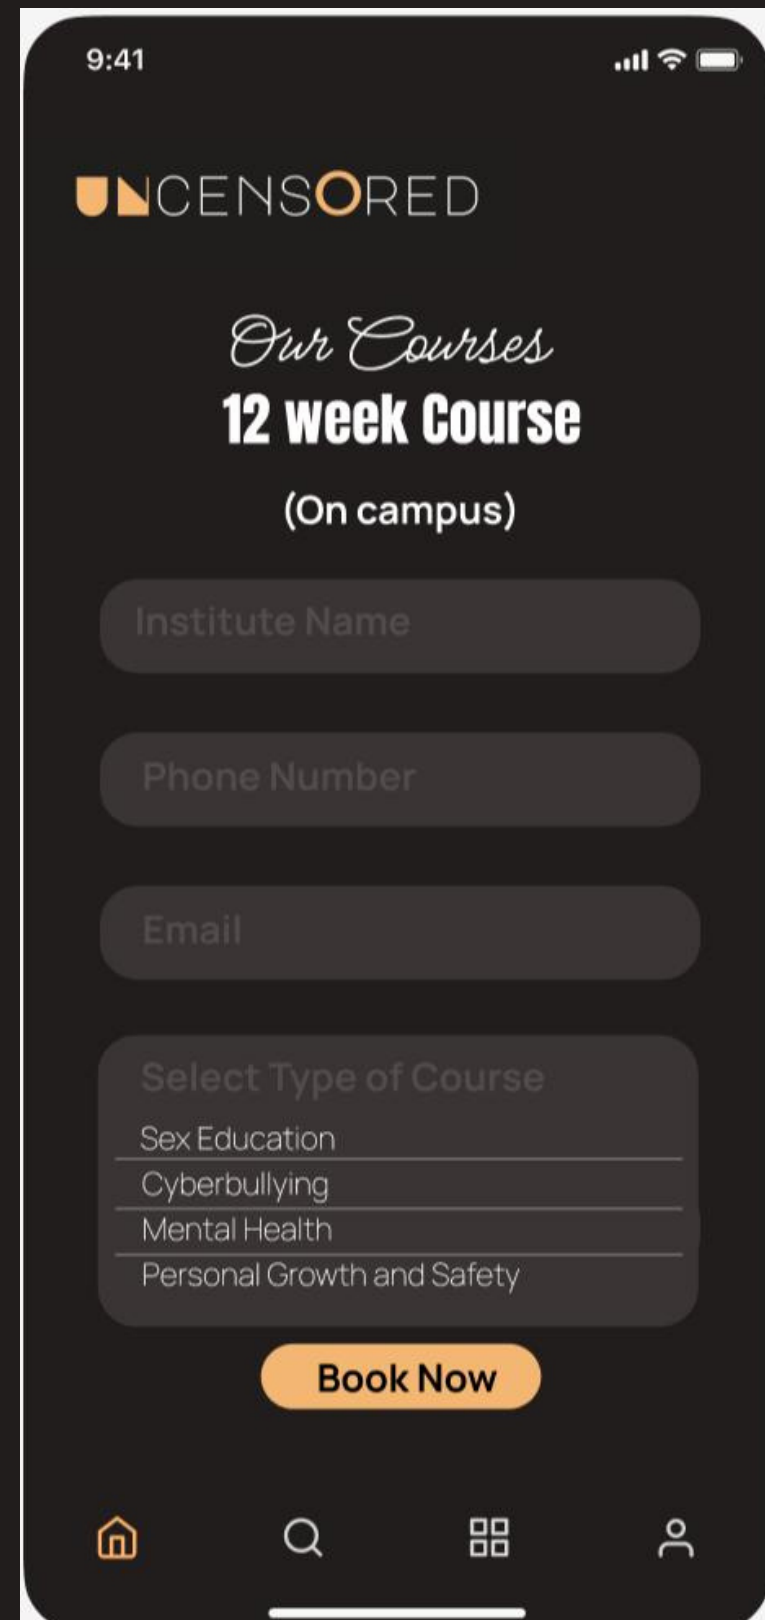 9:41
UNCENSORED
Our Courses
12 week Course
(On campus)
Institute Name
Phone Number
Email
Select Type of Course
Sex Education
Cyberbullying
Mental Health
Personal Growth and Safety
Book Now